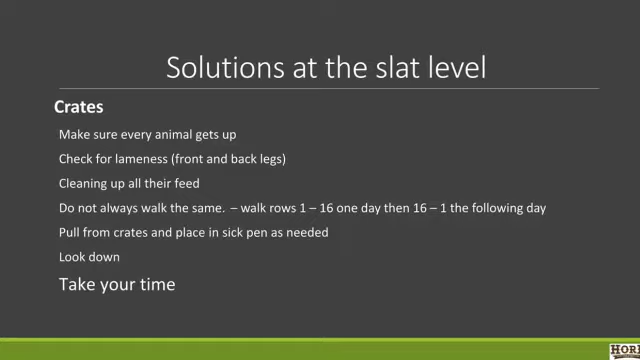 Solutions at the slat level
Crates
Make sure every animal gets up
Check for lameness (front and back legs)
Cleaning up all their feed
Do not always walk the same. – walk rows 1 – 16 one day then 16 – 1 the following day
Pull from crates and place in sick pen as needed
Look down
Take your time